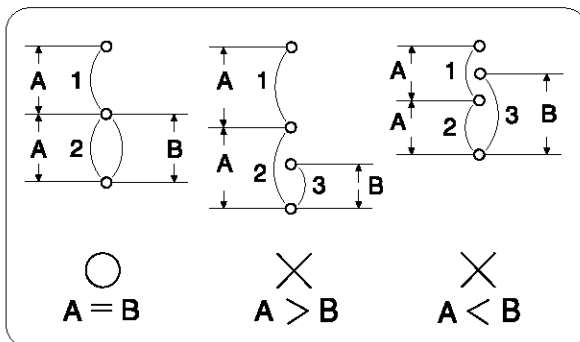 A 1
A 2 B
A = B
A 1
A 2 3 B
A > B
A 1
A 2 3 B
A < B